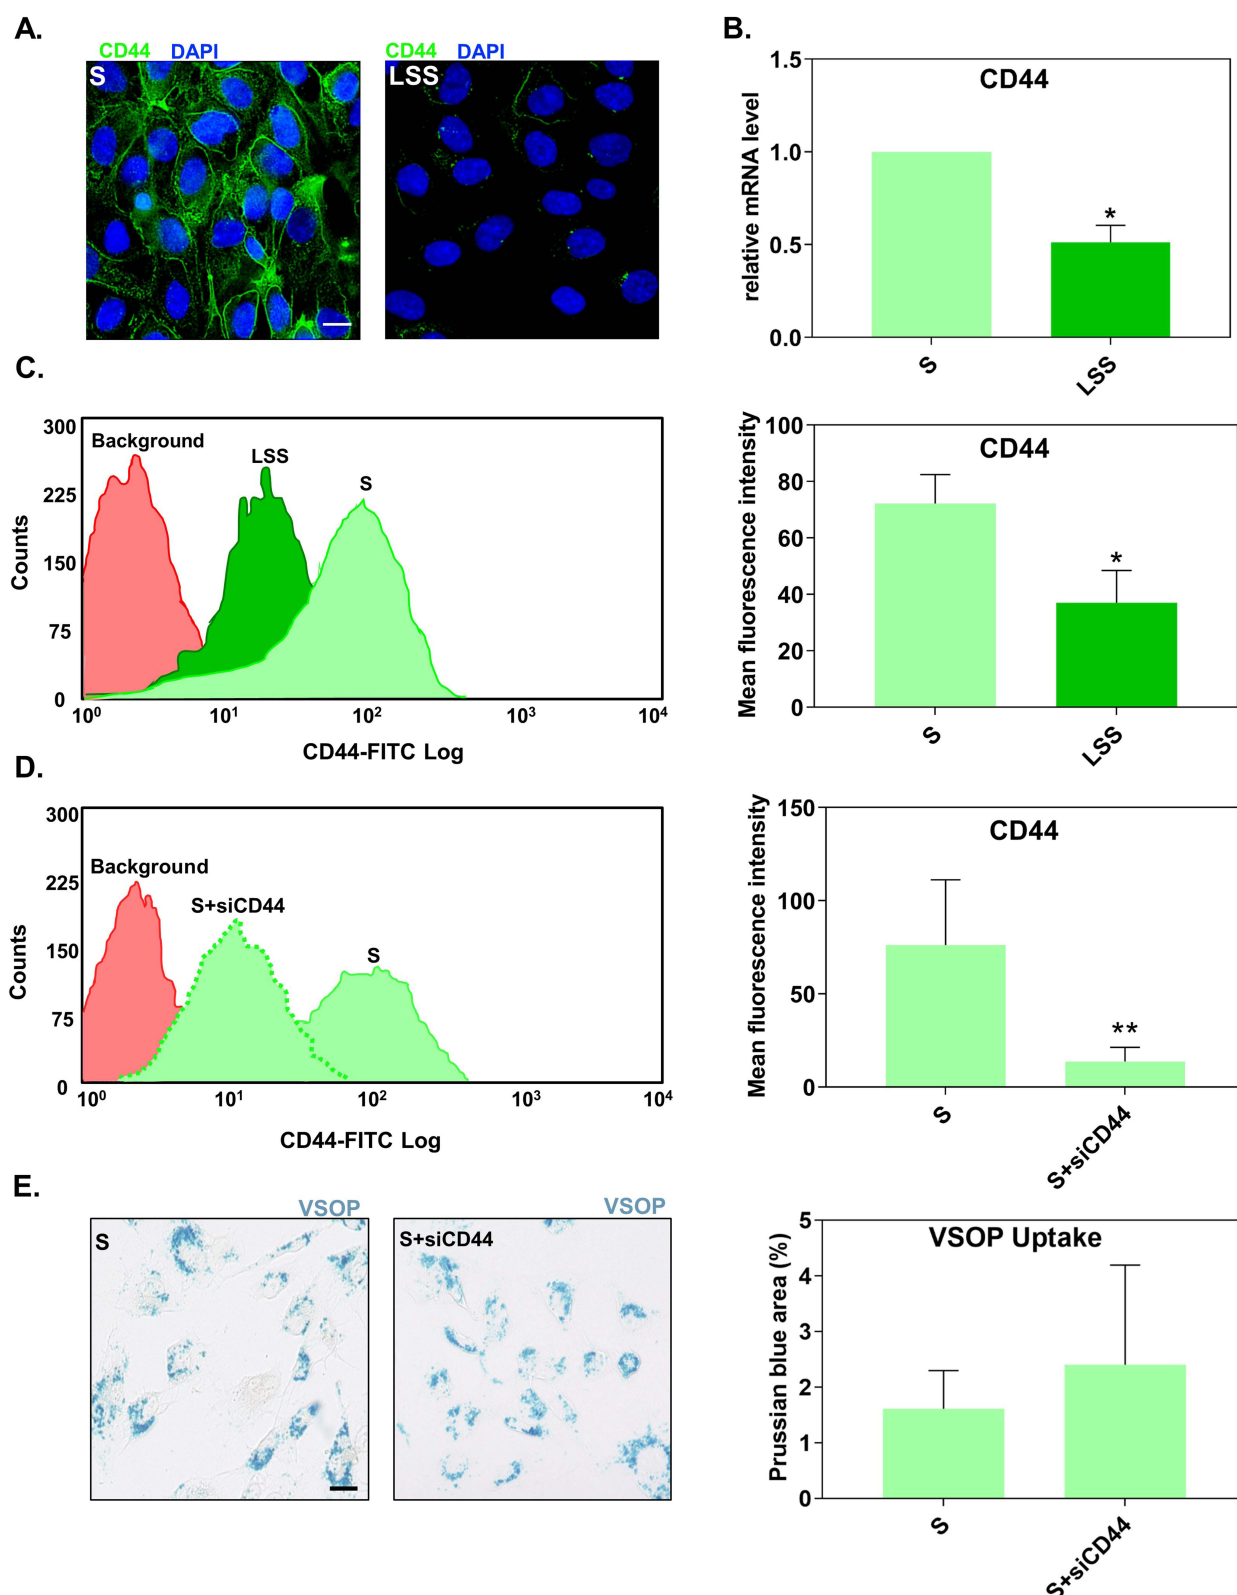 A.
CD44 DAPI
S
CD44 DAPI
LSS
B.
CD44
relative mRNA level
1.5
1.0
0.5
0.0
*
S
LSS
C.
Counts
300
225
150
75
0
Background
LSS
S
10⁰ 10¹ 10² 10³ 10⁴
CD44-FITC Log
CD44
Mean fluorescence intensity
100
80
60
40
20
0
*
S
LSS
D.
Counts
300
225
150
75
0
Background
S+siCD44
S
10⁰ 10¹ 10² 10³ 10⁴
CD44-FITC Log
CD44
Mean fluorescence intensity
150
100
50
0
**
S
S+siCD44
E.
VSOP
S
VSOP
S+siCD44
VSOP Uptake
Prussian blue area (%)
5
4
3
2
1
0
S
S+siCD44